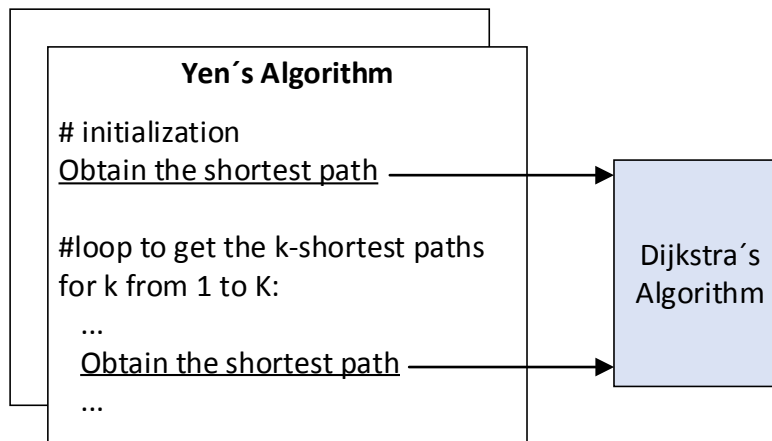 Yen´s Algorithm
# initialization
Obtain the shortest path
#loop to get the k-shortest paths
for k from 1 to K:
...
Obtain the shortest path
...
Dijkstra´s
Algorithm